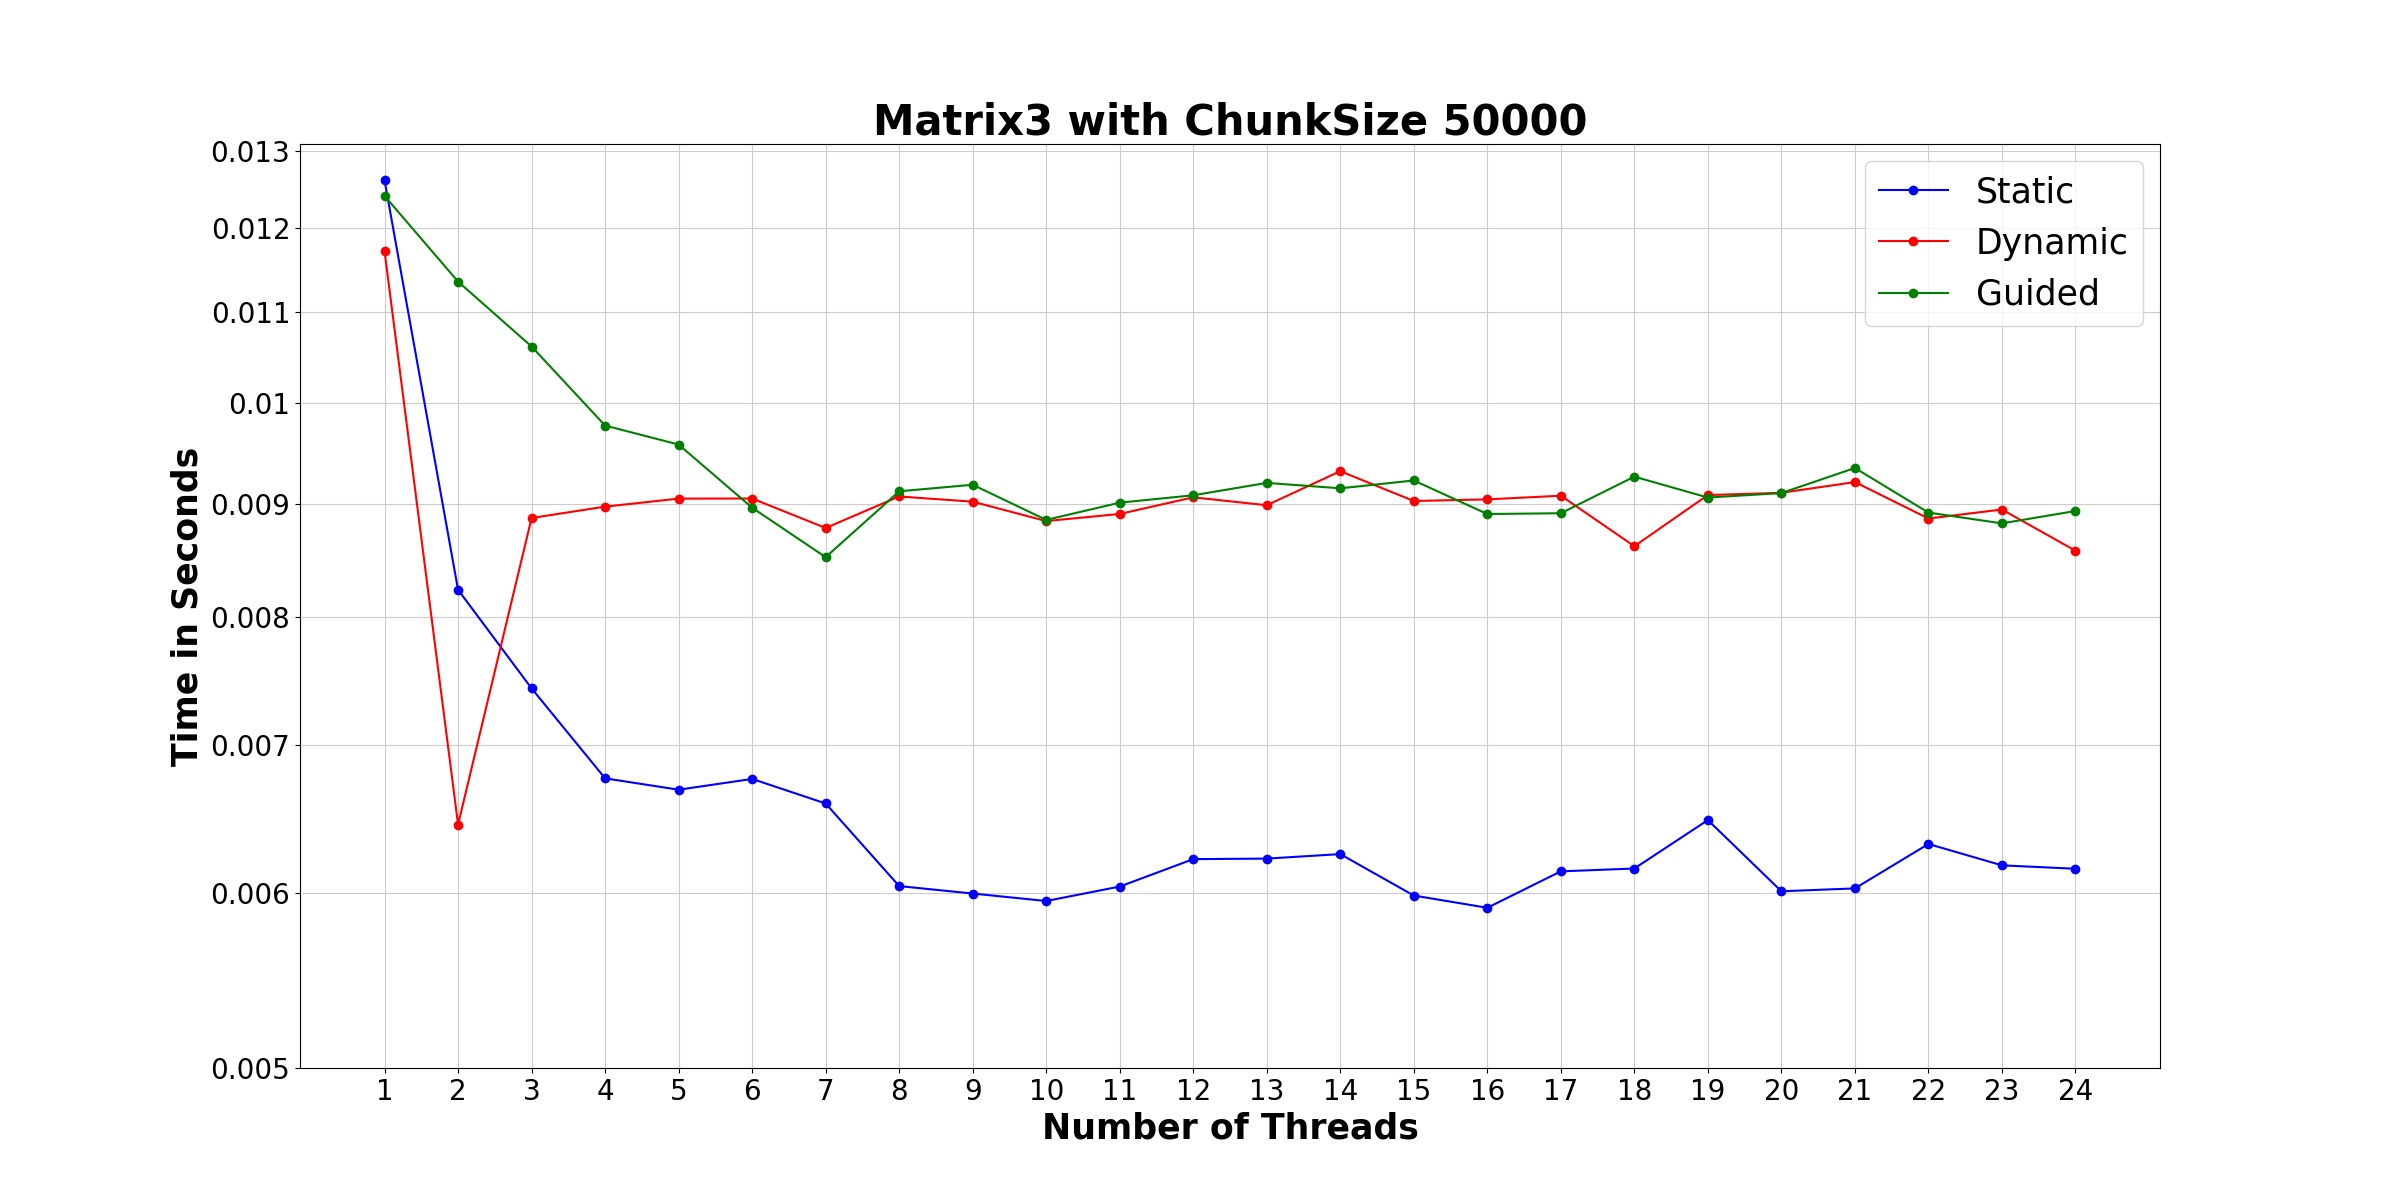 Matrix3 with ChunkSize 50000
0.013
0.012
0.011
0.01
0.009
0.008
0.007
0.006
0.005
Time in Seconds
Static
Dynamic
Guided
1 2 3 4 5 6 7 8 9 10 11 12 13 14 15 16 17 18 19 20 21 22 23 24
Number of Threads